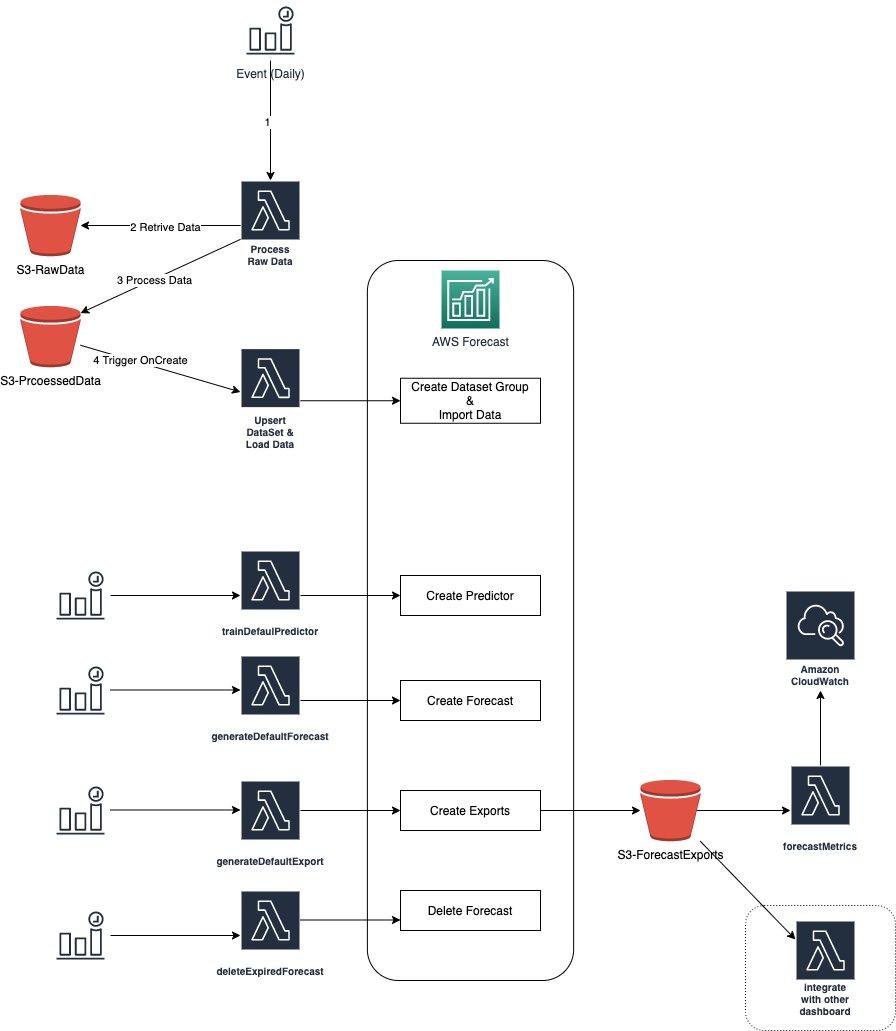 Event (Daily)
1
2 Retrive Data
Process
Raw Data
S3-RawData
3 Process Data
AWS Forecast
4 Trigger OnCreate
S3-PrcoessedData
Create Dataset Group
&
Import Data
Upsert
DataSet &
Load Data
Create Predictor
trainDefaulPredictor
Amazon
CloudWatch
Create Forecast
generateDefaultForecast
Create Exports
S3-ForecastExports
forecastMetrics
generateDefaultExport
Delete Forecast
deleteExpiredForecast
integrate
with other
dashboard